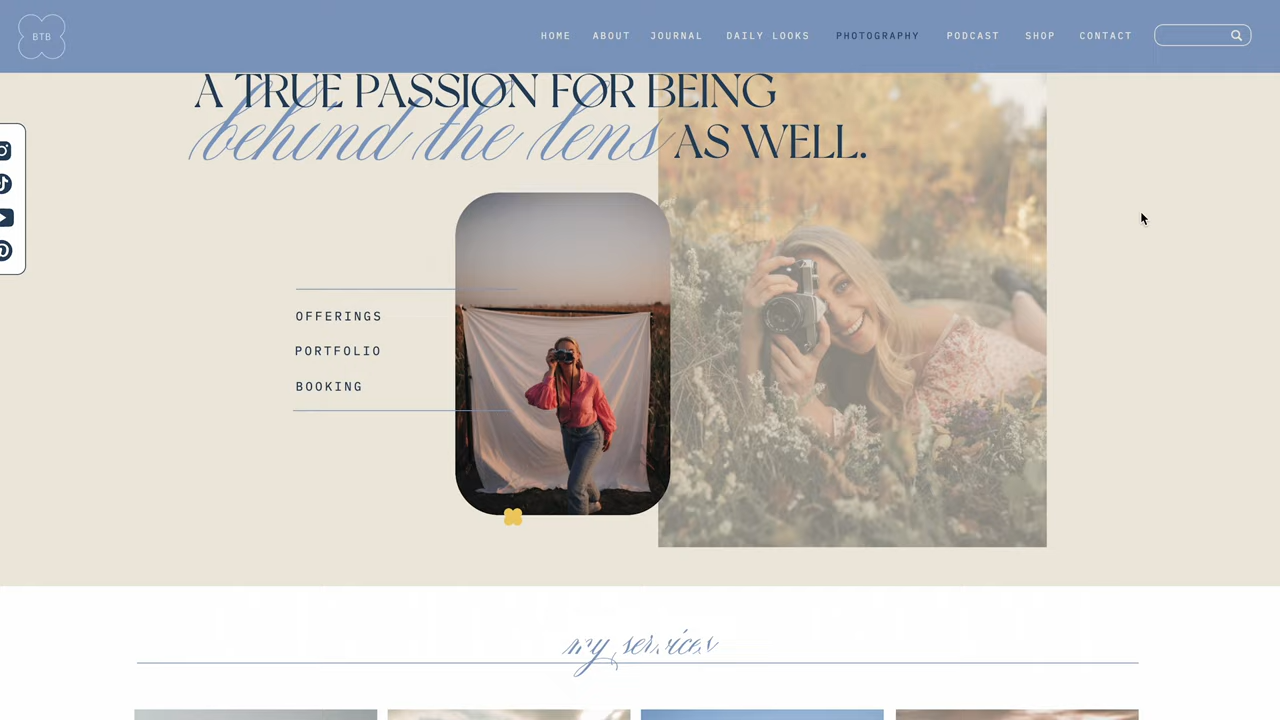 BTB
HOME ABOUT JOURNAL DAILY LOOKS PHOTOGRAPHY PODCAST SHOP CONTACT
A TRUE PASSION FOR BEING
behind the lens AS WELL.
OFFERINGS
PORTFOLIO
BOOKING
my services